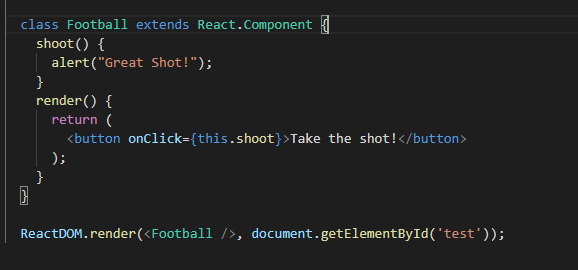 class Football extends React.Component {
  shoot() {
    alert("Great Shot!");
  }
  render() {
    return (
      <button onClick={this.shoot}>Take the shot!</button>
    );
  }
}

ReactDOM.render(<Football />, document.getElementById('test'));